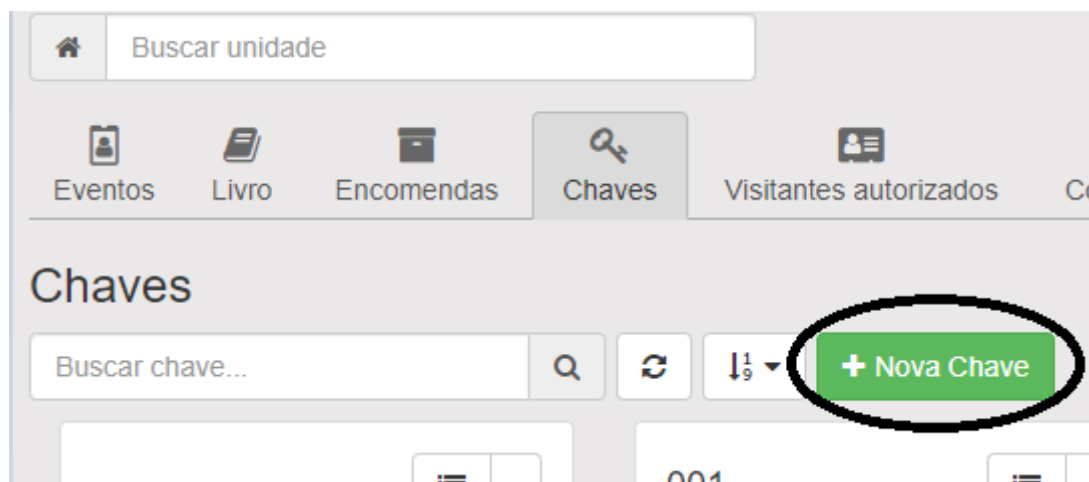 Buscar unidade
Eventos Livro Encomendas Chaves Visitantes autorizados
Chaves
Buscar chave... + Nova Chave
001